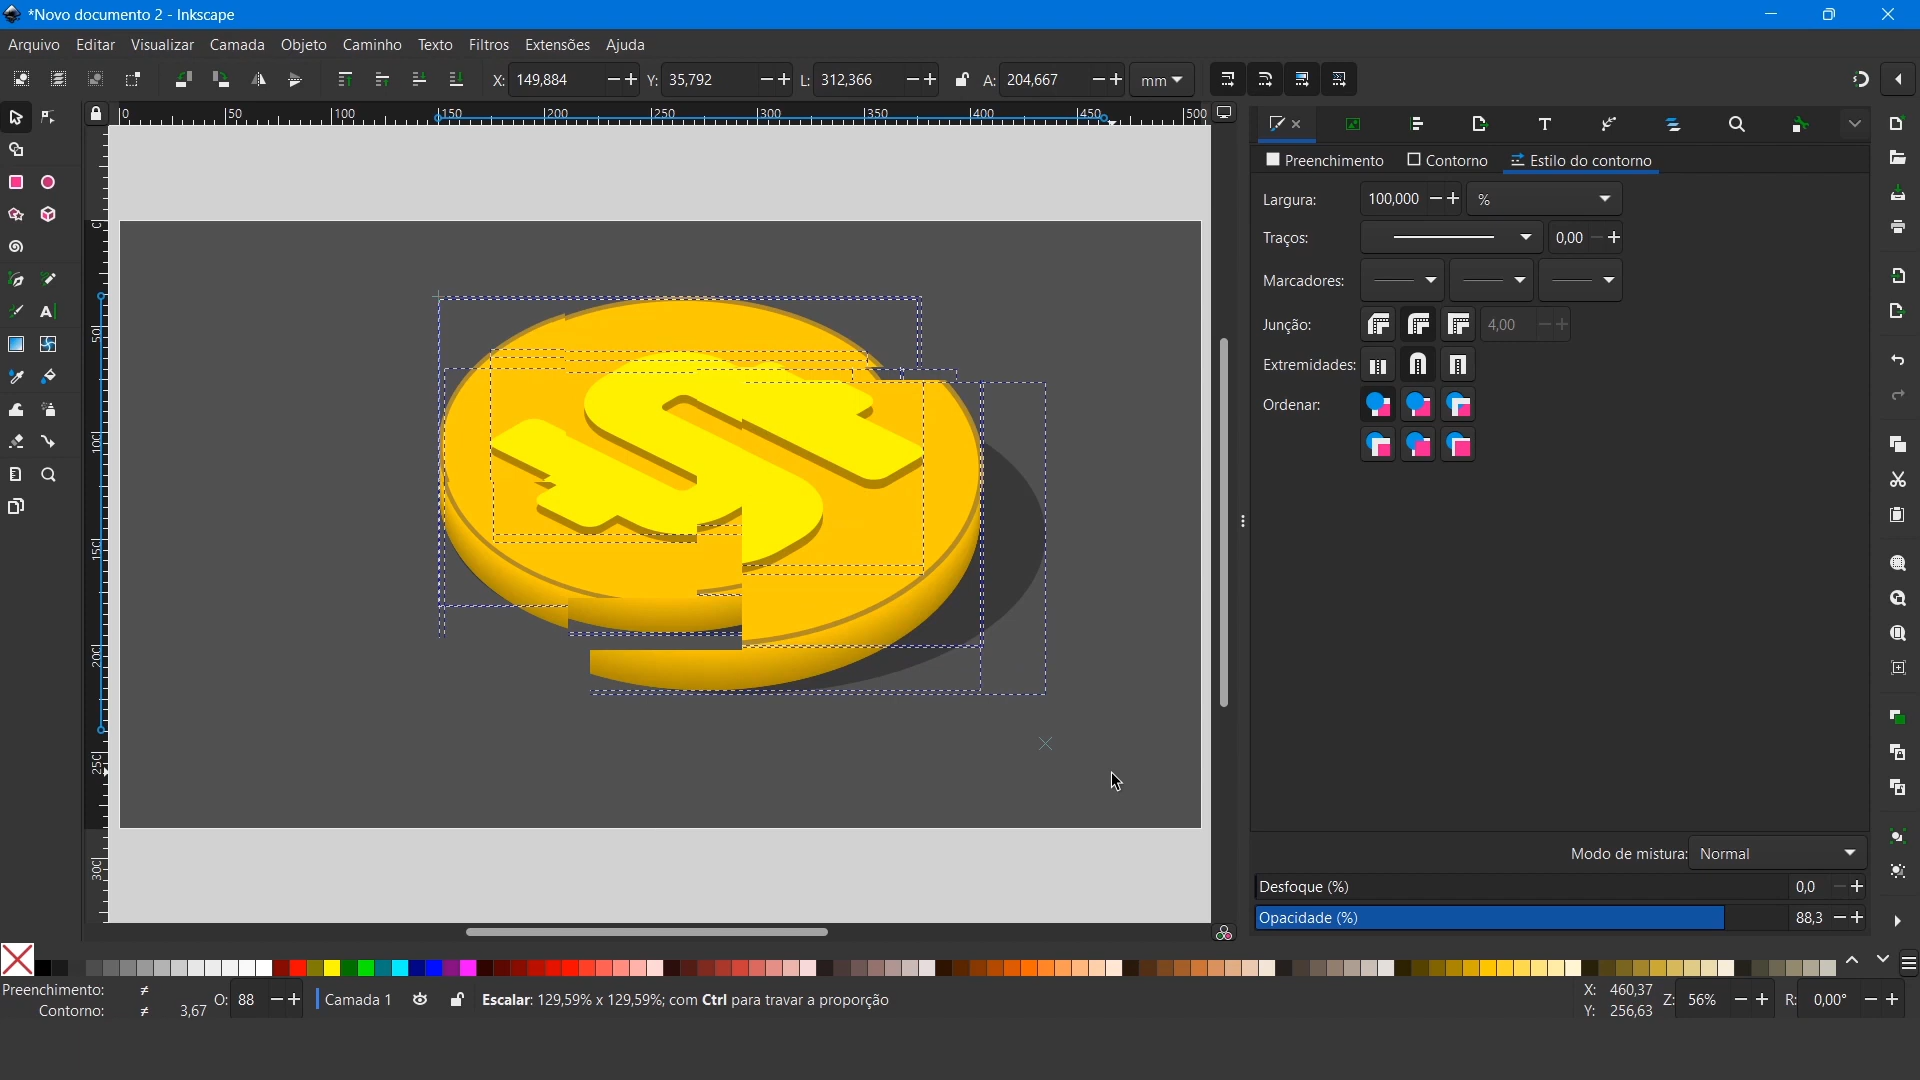 *Novo documento 2 - Inkscape
Arquivo Editar Visualizar Camada Objeto Caminho Texto Filtros Extensões Ajuda
X: 149,884 Y: 35,792 L: 312,366 A: 204,667 mm
0 50 100 150 200 250 300 350 400 450 500
Preenchimento Contorno Estilo do contorno
Largura: 100,000 %
Traços: 0,00
Marcadores:
Junção: 4,00
Extremidades:
Ordenar:
Modo de mistura: Normal
Desfoque (%) 0,0
Opacidade (%) 88,3
Preenchimento: ≠
Contorno: ≠ 3,67
O: 88
Camada 1
Escalar: 129,59% x 129,59%; com Ctrl para travar a proporção
X: 460,37
Y: 256,63
Z: 56%
R: 0,00°